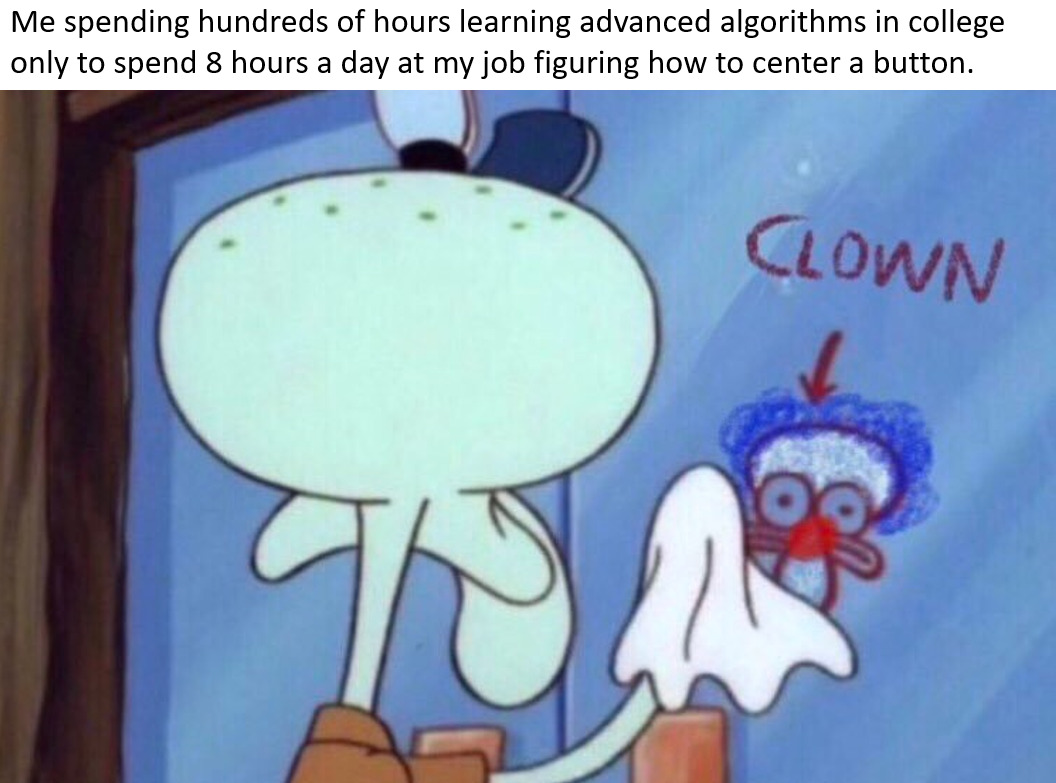 Me spending hundreds of hours learning advanced algorithms in college
only to spend 8 hours a day at my job figuring how to center a button.
CLOWN